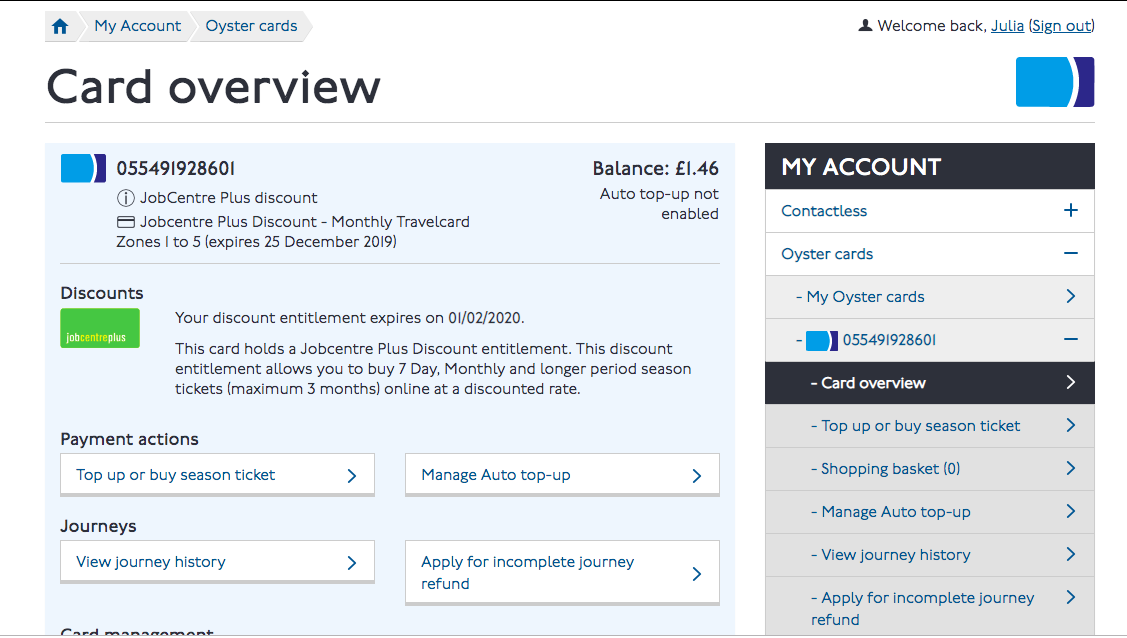 My Account
Oyster cards
Welcome back, Julia (Sign out)
Card overview
055491928601
JobCentre Plus discount
Jobcentre Plus Discount - Monthly Travelcard
Zones 1 to 5 (expires 25 December 2019)
Balance: £1.46
Auto top-up not
enabled
Discounts
jobcentreplus
Your discount entitlement expires on 01/02/2020.
This card holds a Jobcentre Plus Discount entitlement. This discount
entitlement allows you to buy 7 Day, Monthly and longer period season
tickets (maximum 3 months) online at a discounted rate.
Payment actions
Top up or buy season ticket
Manage Auto top-up
Journeys
View journey history
Apply for incomplete journey
refund
Card management
MY ACCOUNT
Contactless
Oyster cards
- My Oyster cards
- 055491928601
- Card overview
- Top up or buy season ticket
- Shopping basket (0)
- Manage Auto top-up
- View journey history
- Apply for incomplete journey
refund